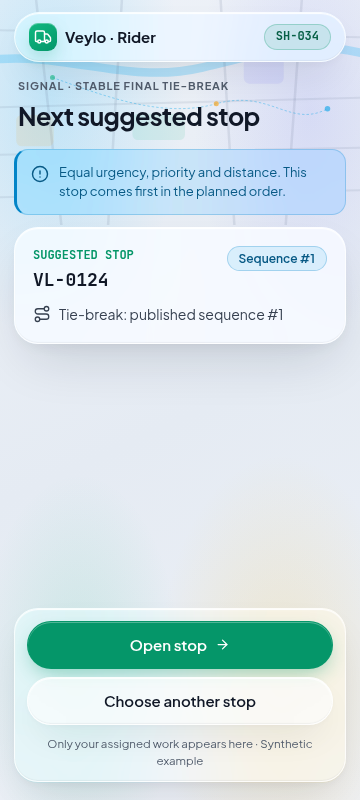 Veylo · Rider
SH-034
SIGNAL · STABLE FINAL TIE-BREAK
Next suggested stop
Equal urgency, priority and distance. This
stop comes first in the planned order.
SUGGESTED STOP
Sequence #1
VL-0124
Tie-break: published sequence #1
Open stop →
Choose another stop
Only your assigned work appears here · Synthetic
example